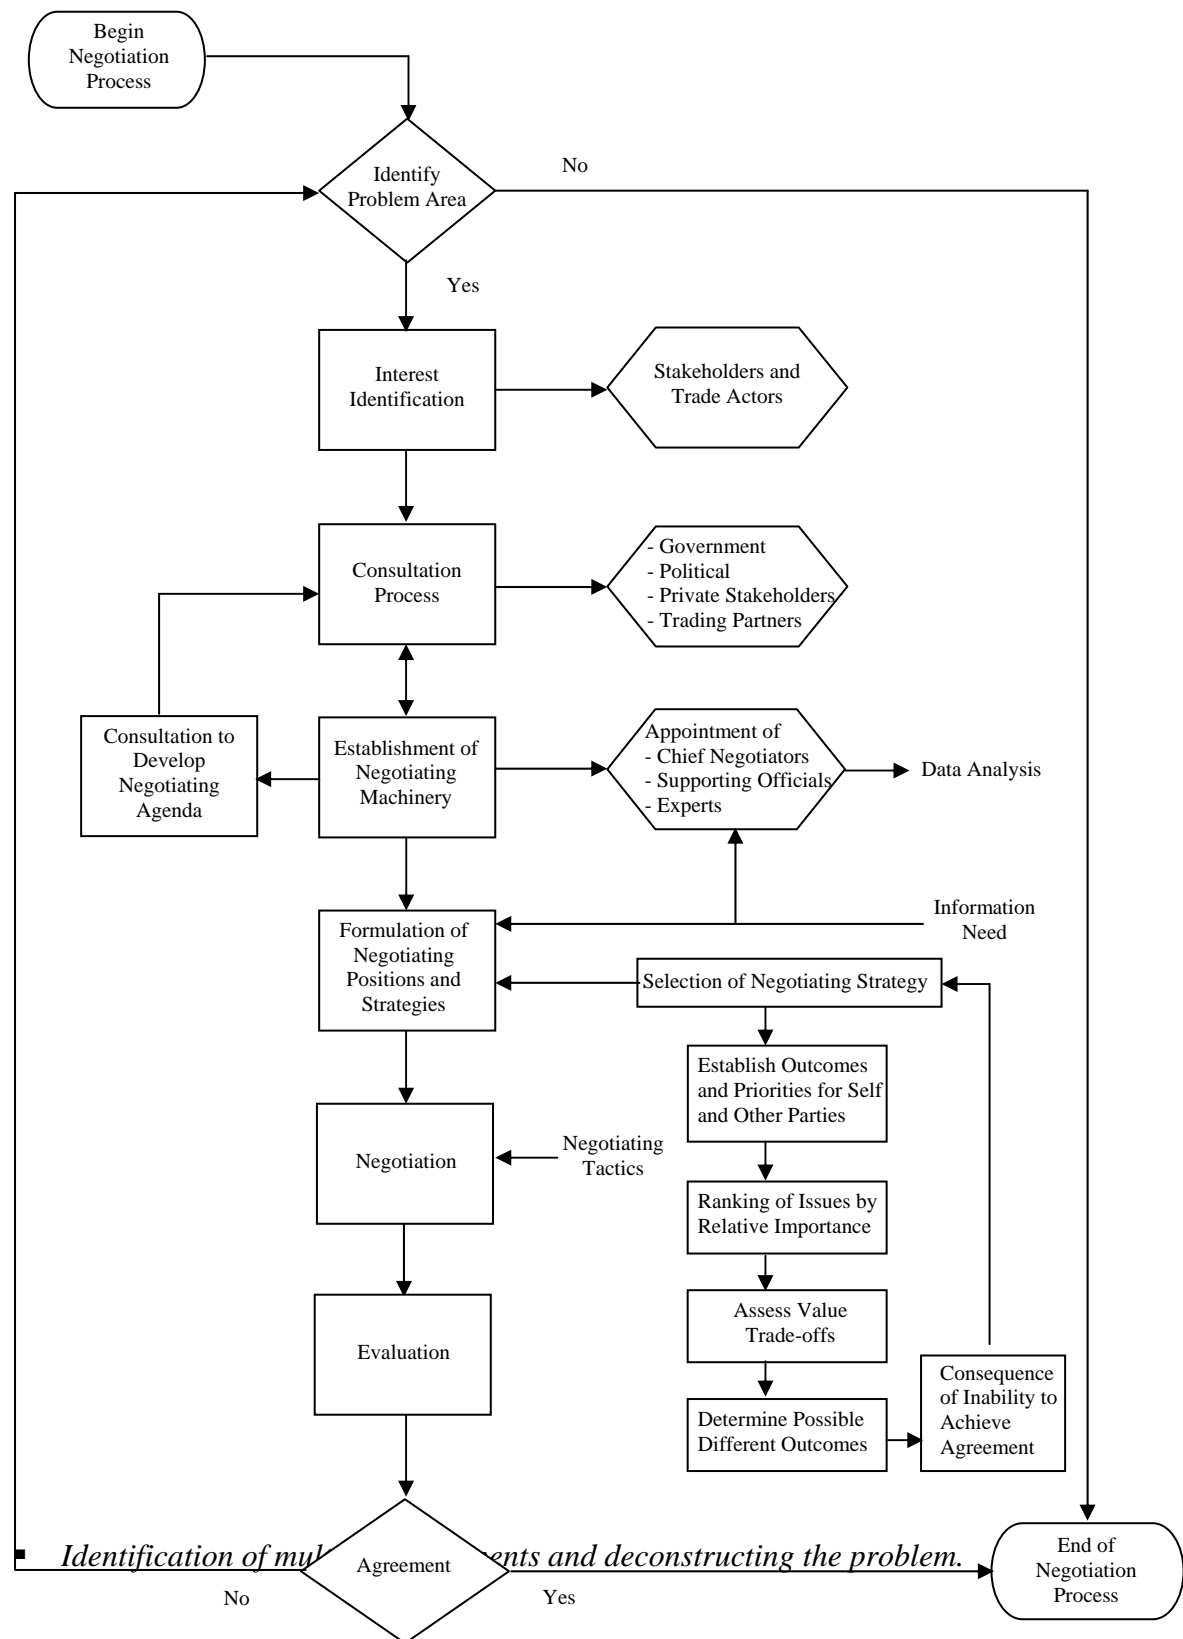 Begin
Negotiation
Process
Identify
Problem Area
No
Yes
Interest
Identification
Stakeholders and
Trade Actors
Consultation
Process
- Government
- Political
- Private Stakeholders
- Trading Partners
Consultation to
Develop
Negotiating
Agenda
Establishment of
Negotiating
Machinery
Appointment of
- Chief Negotiators
- Supporting Officials
- Experts
Data Analysis
Formulation of
Negotiating
Positions and
Strategies
Information
Need
Selection of Negotiating Strategy
Establish Outcomes
and Priorities for Self
and Other Parties
Negotiation
Negotiating
Tactics
Ranking of Issues by
Relative Importance
Assess Value
Trade-offs
Evaluation
Determine Possible
Different Outcomes
Consequence
of Inability to
Achieve
Agreement
▪ Identification of and deconstructing the problem.
Agreement
No
Yes
End of
Negotiation
Process